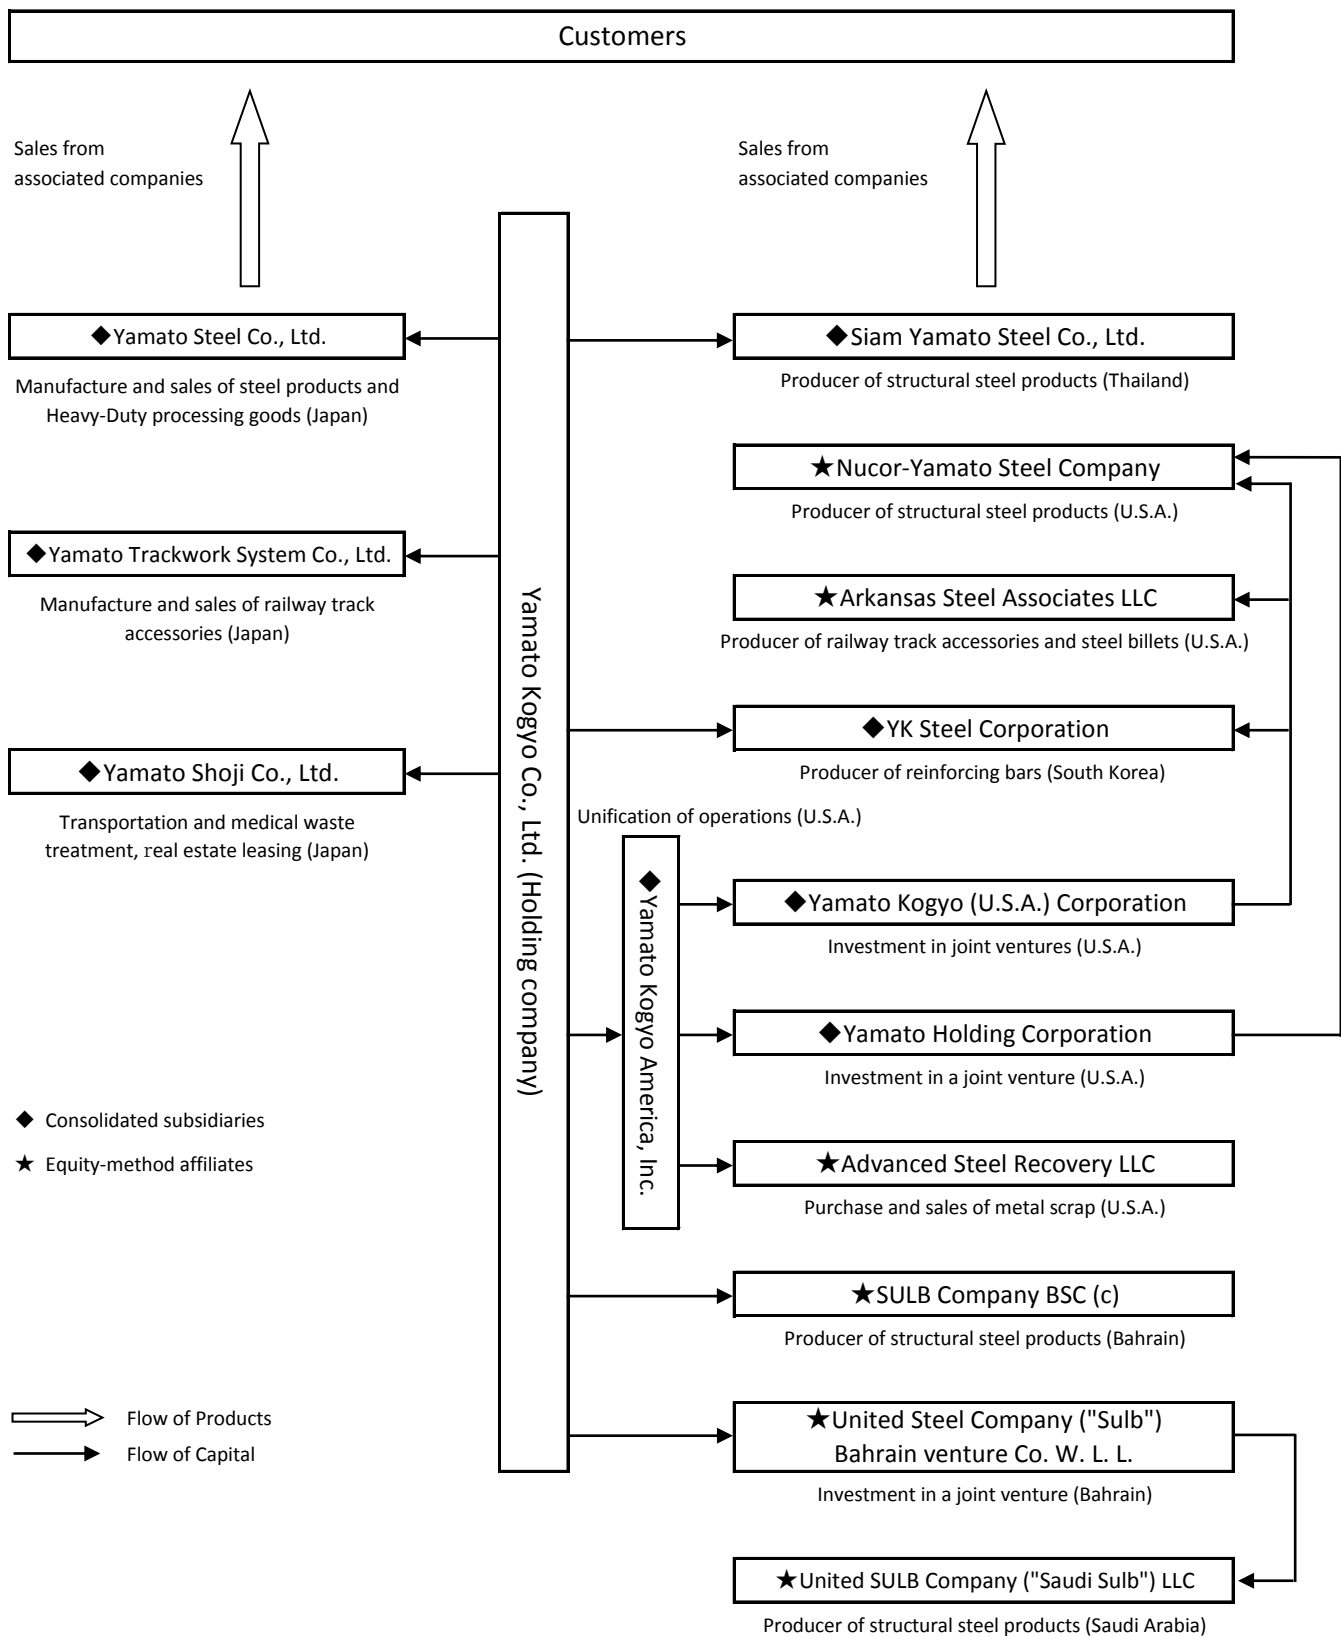 Customers
Sales from
associated companies
Sales from
associated companies
◆Yamato Steel Co., Ltd.
Manufacture and sales of steel products and
Heavy-Duty processing goods (Japan)
◆Yamato Trackwork System Co., Ltd.
Manufacture and sales of railway track
accessories (Japan)
◆Yamato Shoji Co., Ltd.
Transportation and medical waste
treatment, real estate leasing (Japan)
◆ Consolidated subsidiaries
★ Equity-method affiliates
Flow of Products
Flow of Capital
Yamato Kogyo Co., Ltd. (Holding company)
◆Siam Yamato Steel Co., Ltd.
Producer of structural steel products (Thailand)
★Nucor-Yamato Steel Company
Producer of structural steel products (U.S.A.)
★Arkansas Steel Associates LLC
Producer of railway track accessories and steel billets (U.S.A.)
◆YK Steel Corporation
Producer of reinforcing bars (South Korea)
Unification of operations (U.S.A.)
◆Yamato Kogyo America, Inc.
◆Yamato Kogyo (U.S.A.) Corporation
Investment in joint ventures (U.S.A.)
◆Yamato Holding Corporation
Investment in a joint venture (U.S.A.)
★Advanced Steel Recovery LLC
Purchase and sales of metal scrap (U.S.A.)
★SULB Company BSC (c)
Producer of structural steel products (Bahrain)
★United Steel Company ("Sulb")
Bahrain venture Co. W. L. L.
Investment in a joint venture (Bahrain)
★United SULB Company ("Saudi Sulb") LLC
Producer of structural steel products (Saudi Arabia)